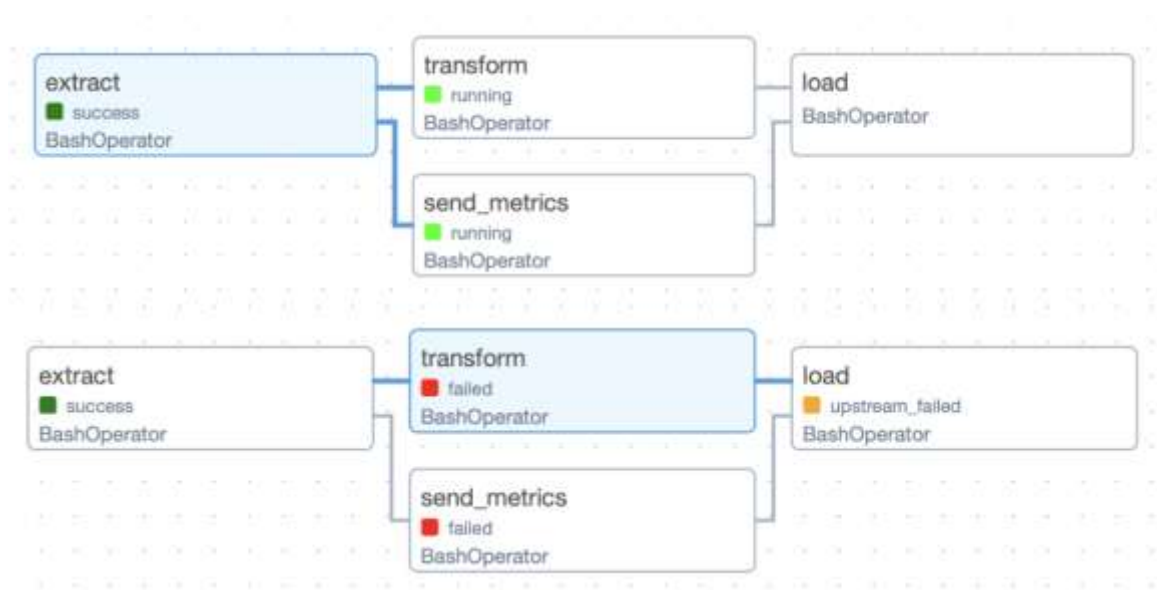 extract
success
BashOperator
transform
running
BashOperator
send_metrics
running
BashOperator
load
BashOperator
extract
success
BashOperator
transform
failed
BashOperator
send_metrics
failed
BashOperator
load
upstream_failed
BashOperator